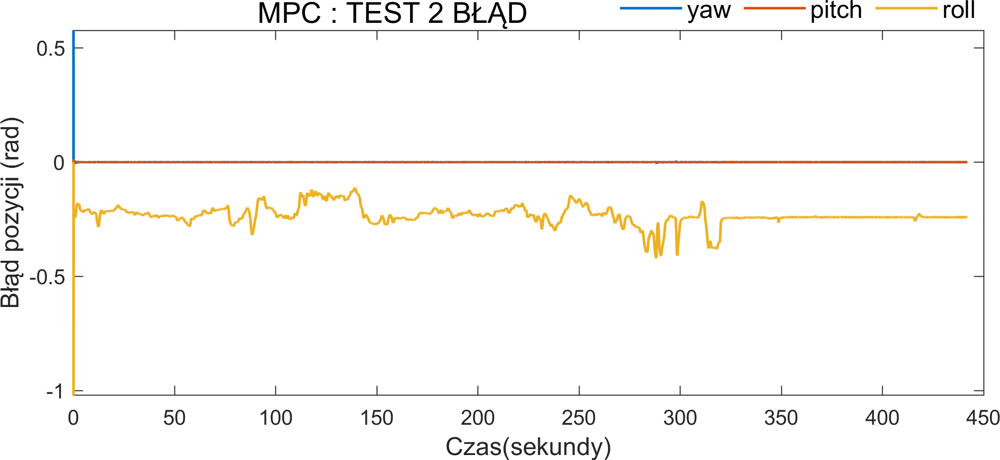 MPC : TEST 2 BŁĄD
yaw pitch roll
Błąd pozycji (rad)
0.5
0
-0.5
-1
0 50 100 150 200 250 300 350 400 450
Czas(sekundy)